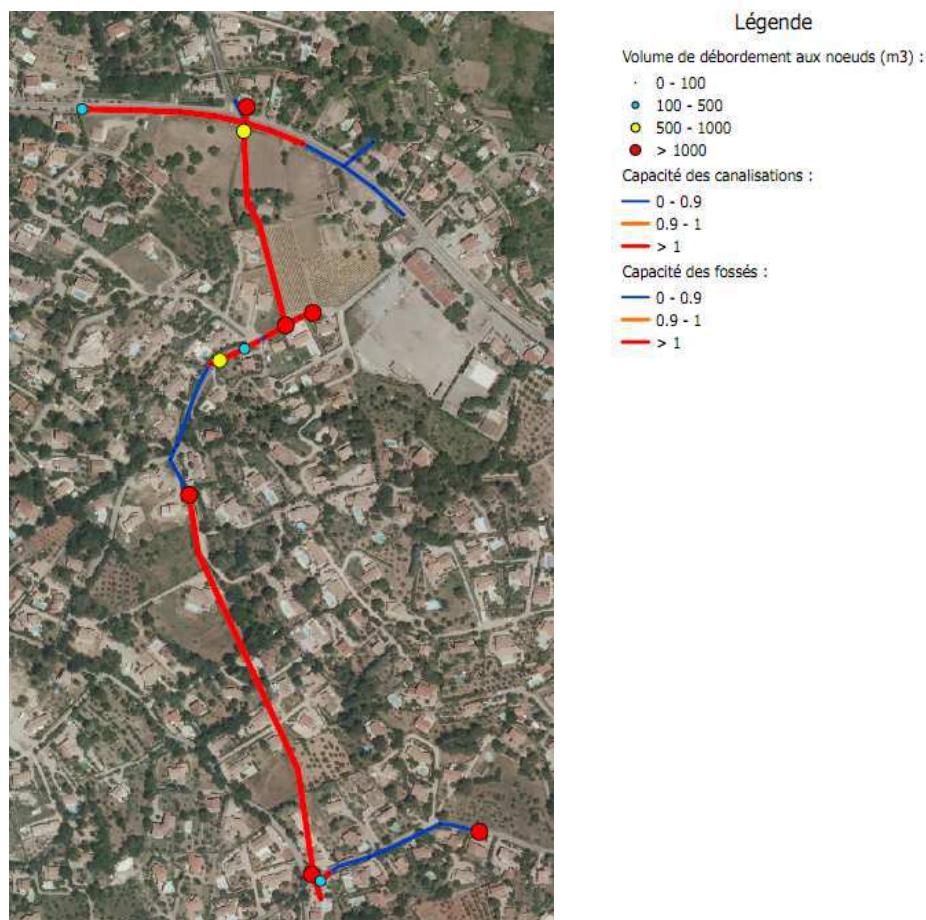 Légende
Volume de débordement aux noeuds (m3) :
0 - 100
100 - 500
500 - 1000
> 1000
Capacité des canalisations :
0 - 0.9
0.9 - 1
> 1
Capacité des fossés :
0 - 0.9
0.9 - 1
> 1